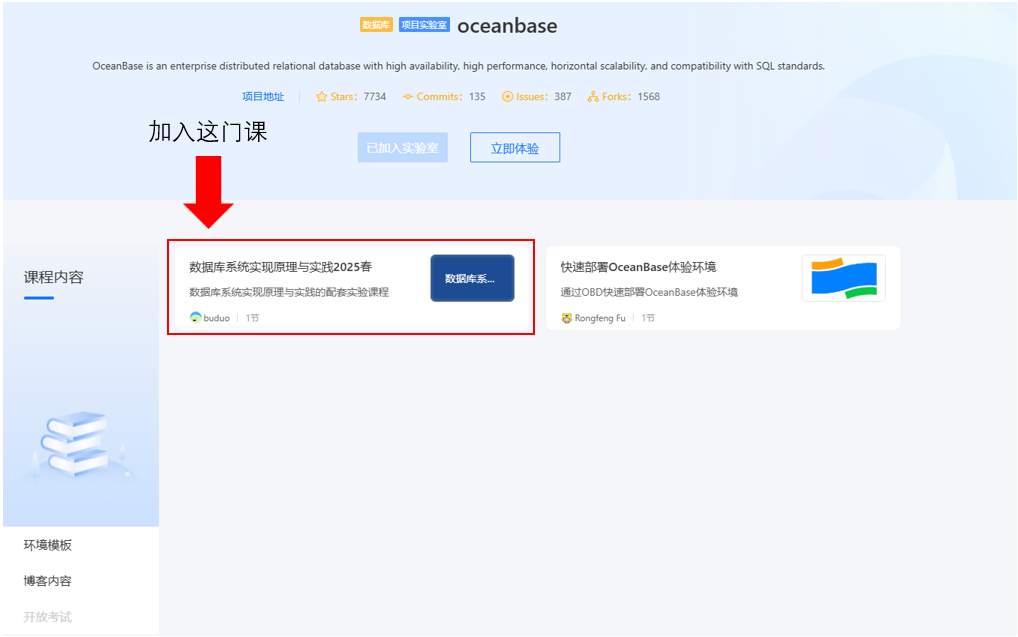 数据库 项目实验室 oceanbase
OceanBase is an enterprise distributed relational database with high availability, high performance, horizontal scalability, and compatibility with SQL standards.
项目地址 Stars: 7734 Commits: 135 Issues: 387 Forks: 1568
加入这门课
已加入实验室 立即体验
课程内容
数据库系统实现原理与实践2025春
数据库系统实现原理与实践的配套实验课程
buduo 1节
数据库系...
快速部署OceanBase体验环境
通过OBD快速部署OceanBase体验环境
Rongfeng Fu 1节
环境模板
博客内容
开放考试